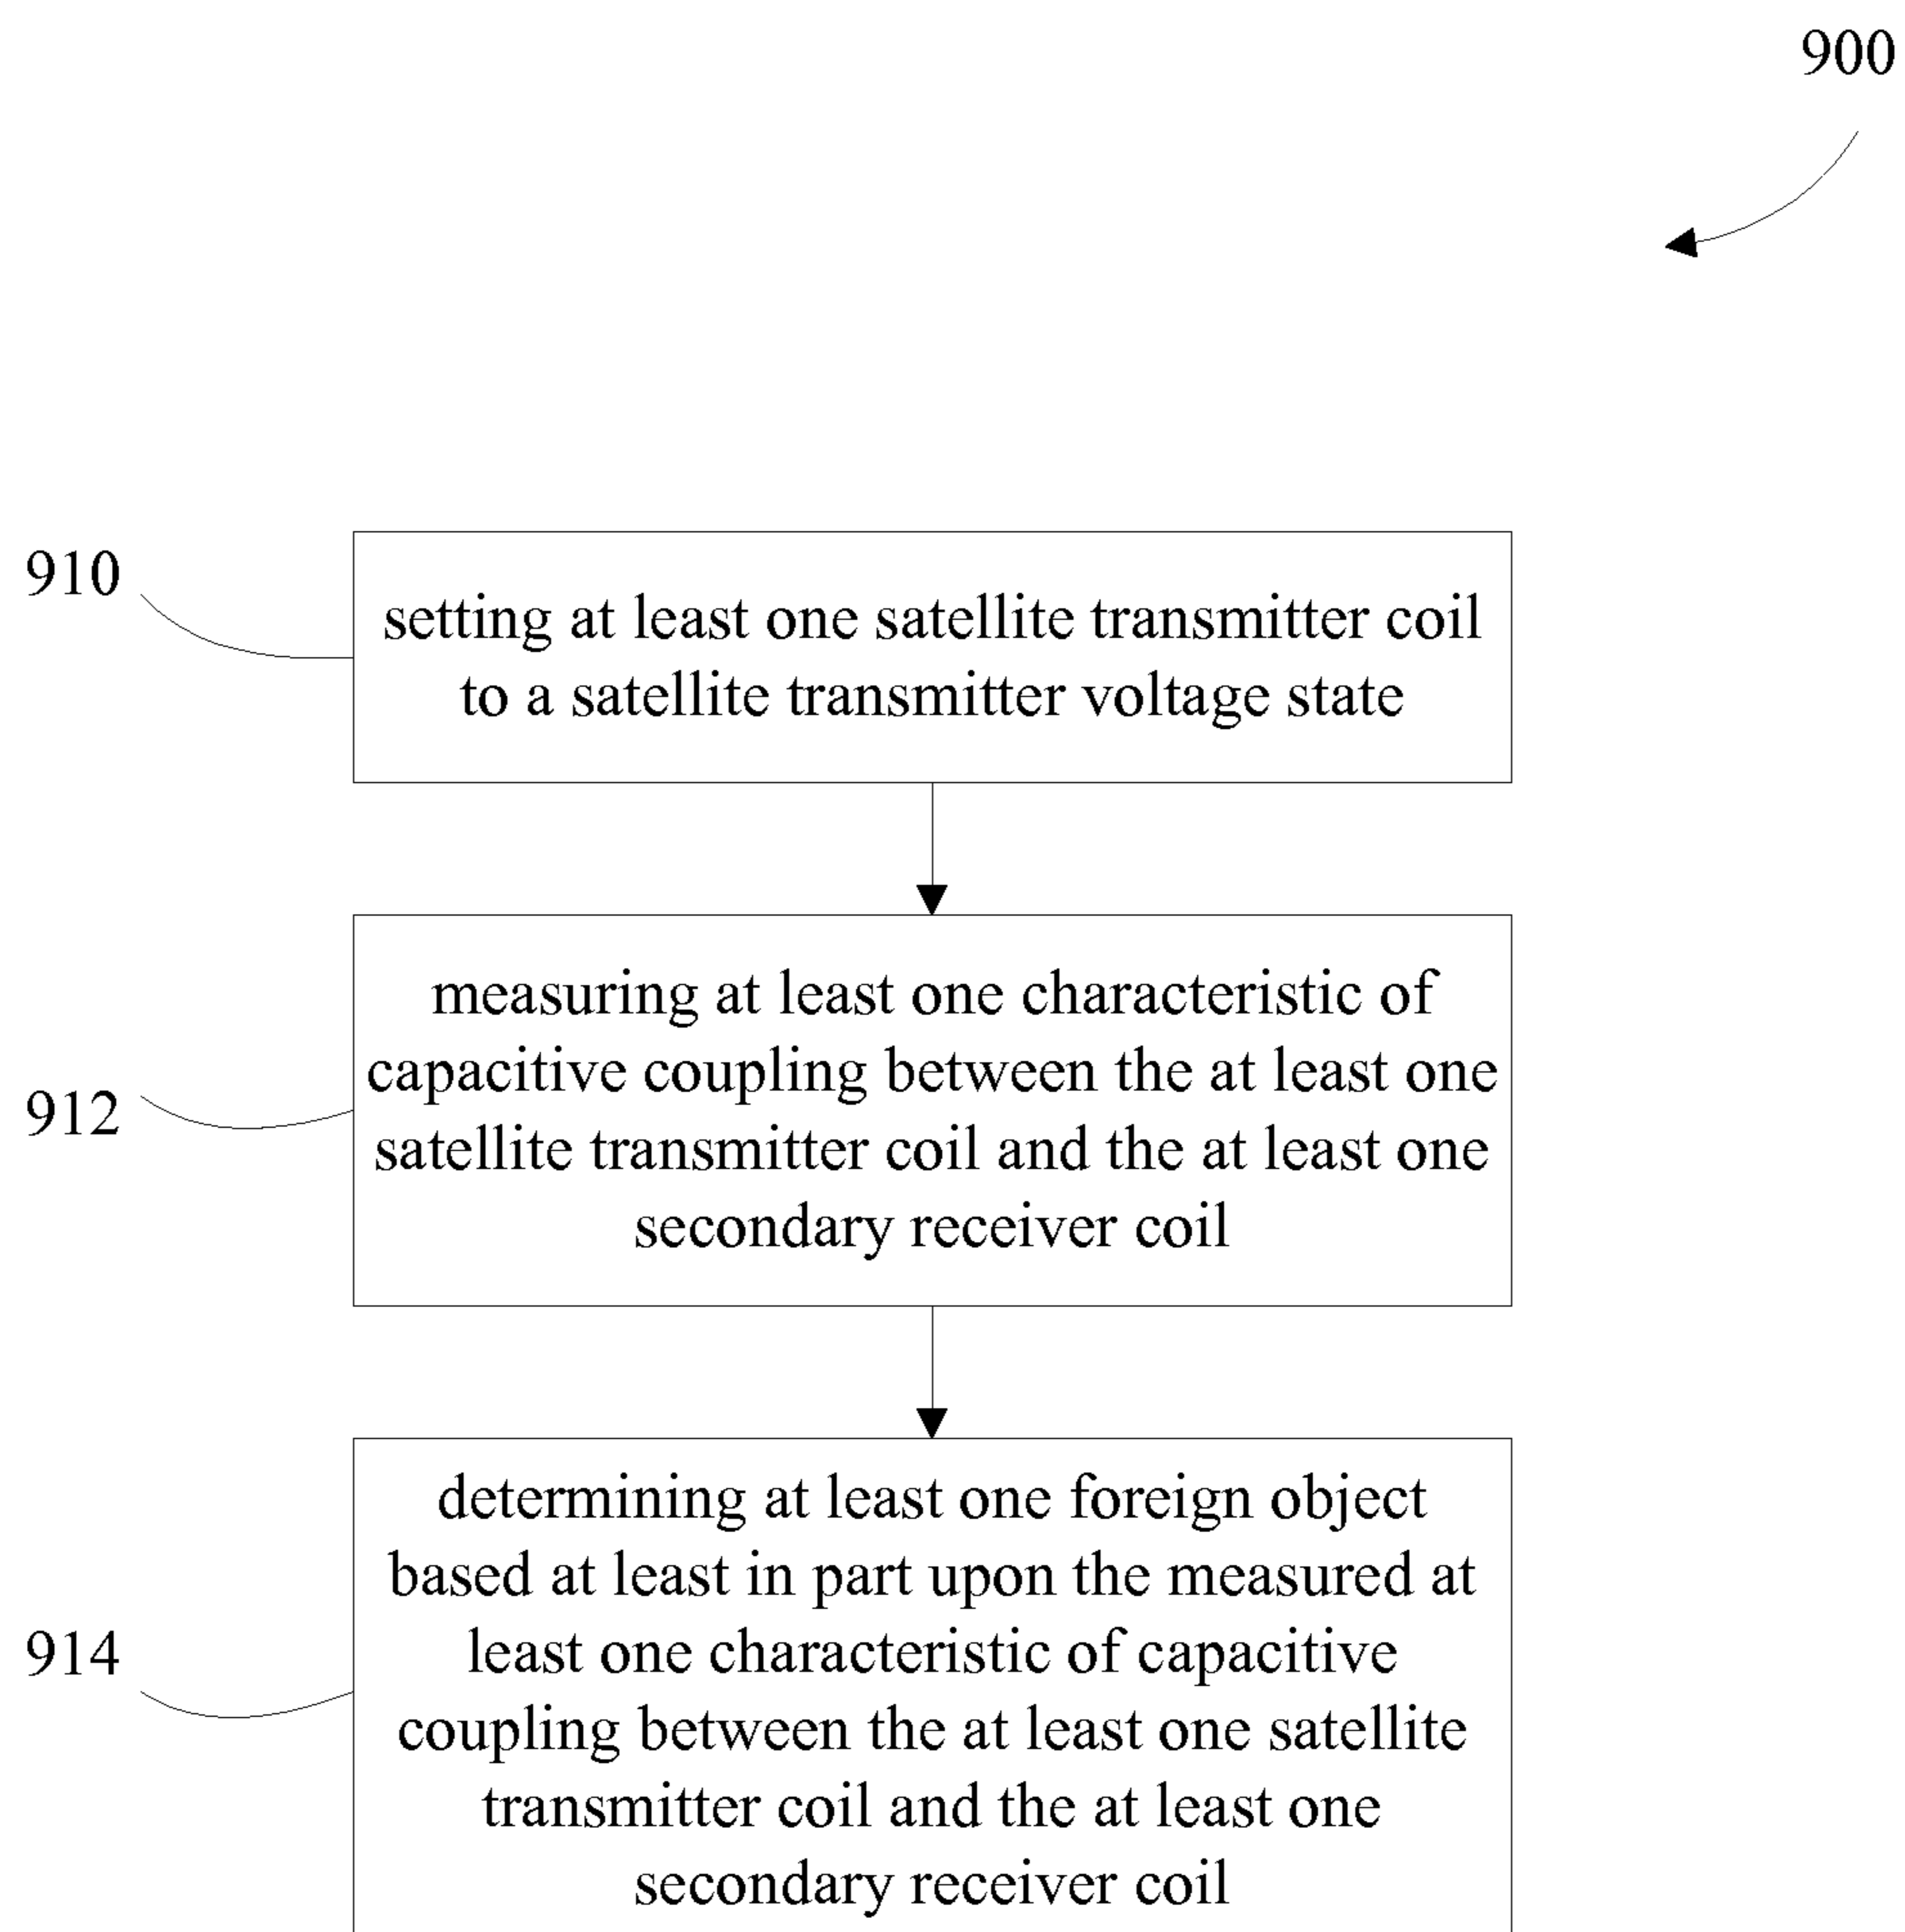 900
910
setting at least one satellite transmitter coil
to a satellite transmitter voltage state
measuring at least one characteristic of
capacitive coupling between the at least one
912
satellite transmitter coil and the at least one
secondary receiver coil
determining at least one foreign object
based at least in part upon the measured at
914
least one characteristic of capacitive
coupling between the at least one satellite
transmitter coil and the at least one
secondary receiver coil